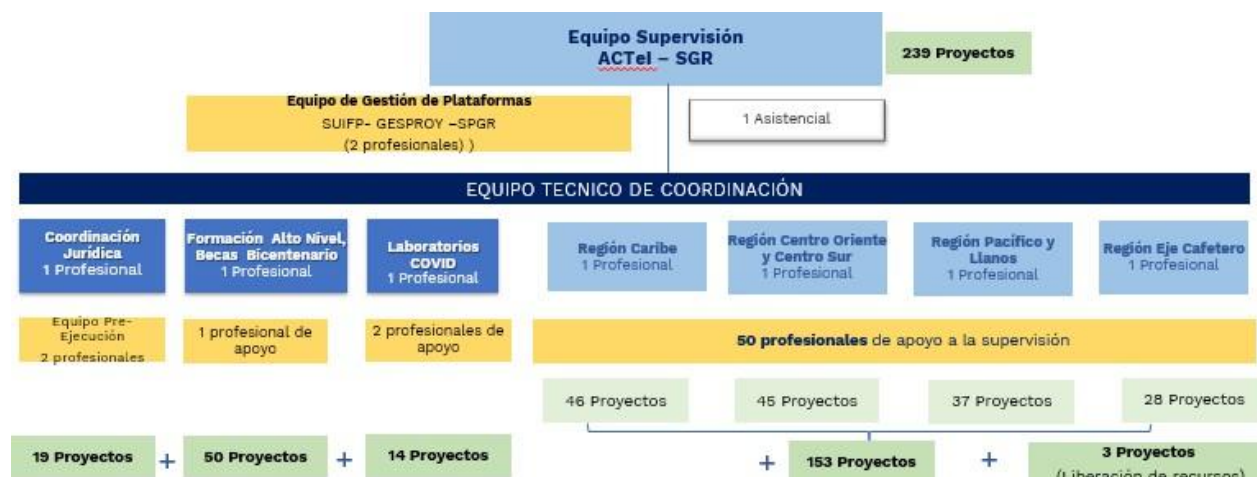 Equipo Supervisión
ACTeI – SGR
239 Proyectos
Equipo de Gestión de Plataformas
SUIFP- GESPROY –SPGR
(2 profesionales) )
1 Asistencial
EQUIPO TECNICO DE COORDINACIÓN
Coordinación
Jurídica
1 Profesional
Formación Alto Nivel,
Becas Bicentenario
1 Profesional
Laboratorios
COVID
1 Profesional
Región Caribe
1 Profesional
Región Centro Oriente
y Centro Sur
1 Profesional
Región Pacífico y
Llanos
1 Profesional
Región Eje Cafetero
1 Profesional
Equipo Pre-
Ejecución
2 profesionales
1 profesional de
apoyo
2 profesionales de
apoyo
50 profesionales de apoyo a la supervisión
46 Proyectos
45 Proyectos
37 Proyectos
28 Proyectos
19 Proyectos
+
50 Proyectos
+
14 Proyectos
+
153 Proyectos
+
3 Proyectos
(Liberación de recursos)